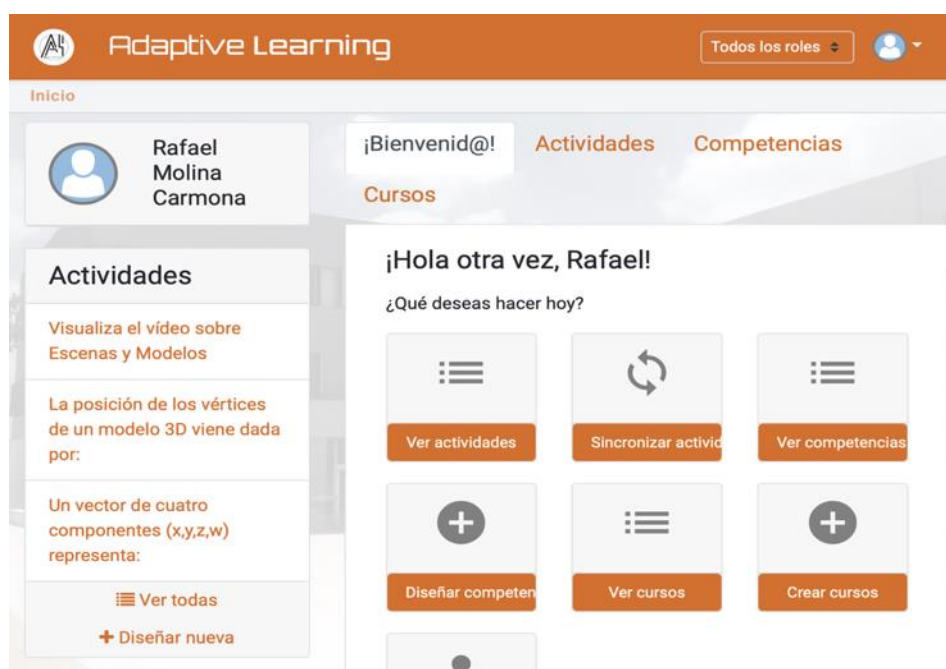 Adaptive Learning
Todos los roles
Inicio
Rafael
Molina
Carmona
¡Bienvenid@!
Actividades
Competencias
Cursos
Actividades
Visualiza el vídeo sobre
Escenas y Modelos
La posición de los vértices
de un modelo 3D viene dada
por:
Un vector de cuatro
componentes (x,y,z,w)
representa:
Ver todas
Diseñar nueva
¡Hola otra vez, Rafael!
¿Qué deseas hacer hoy?
Ver actividades
Sincronizar activid
Ver competencias
Diseñar competen
Ver cursos
Crear cursos